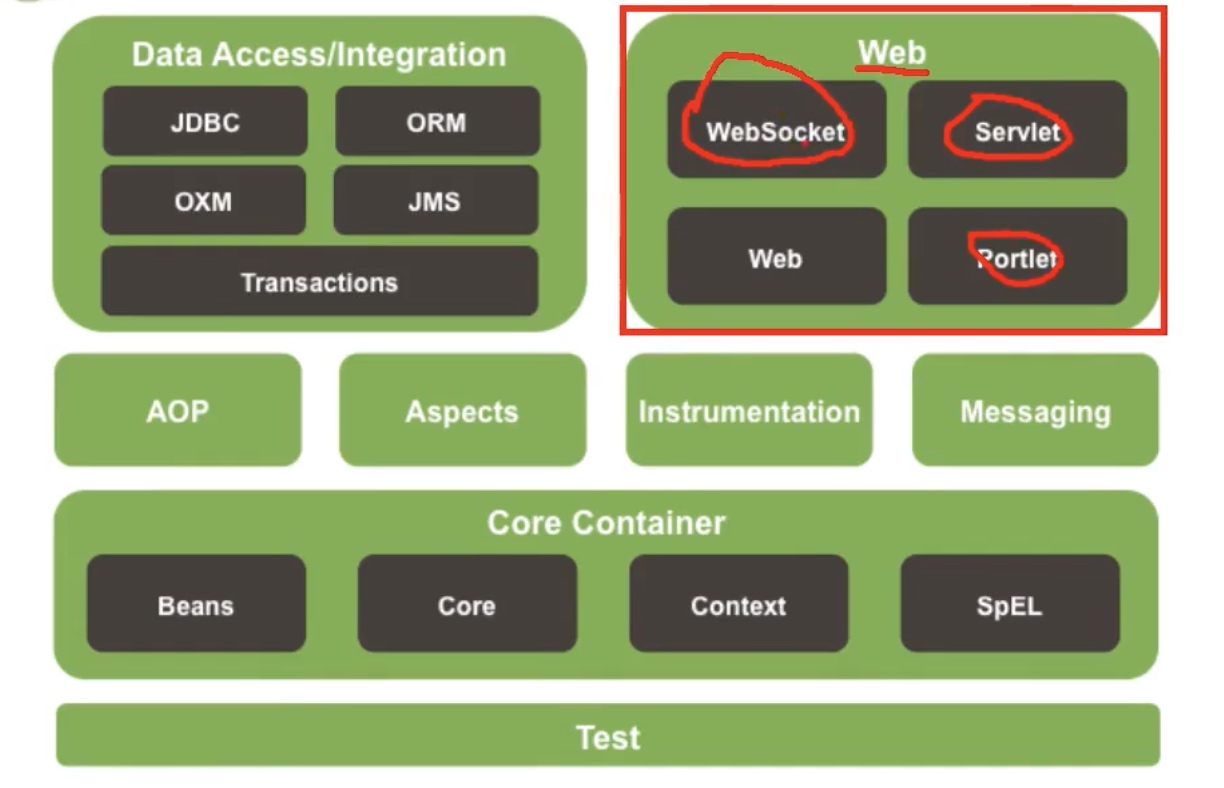 Data Access/Integration
JDBC
ORM
OXM
JMS
Transactions
Web
WebSocket
Servlet
Web
Portlet
AOP
Aspects
Instrumentation
Messaging
Core Container
Beans
Core
Context
SpEL
Test